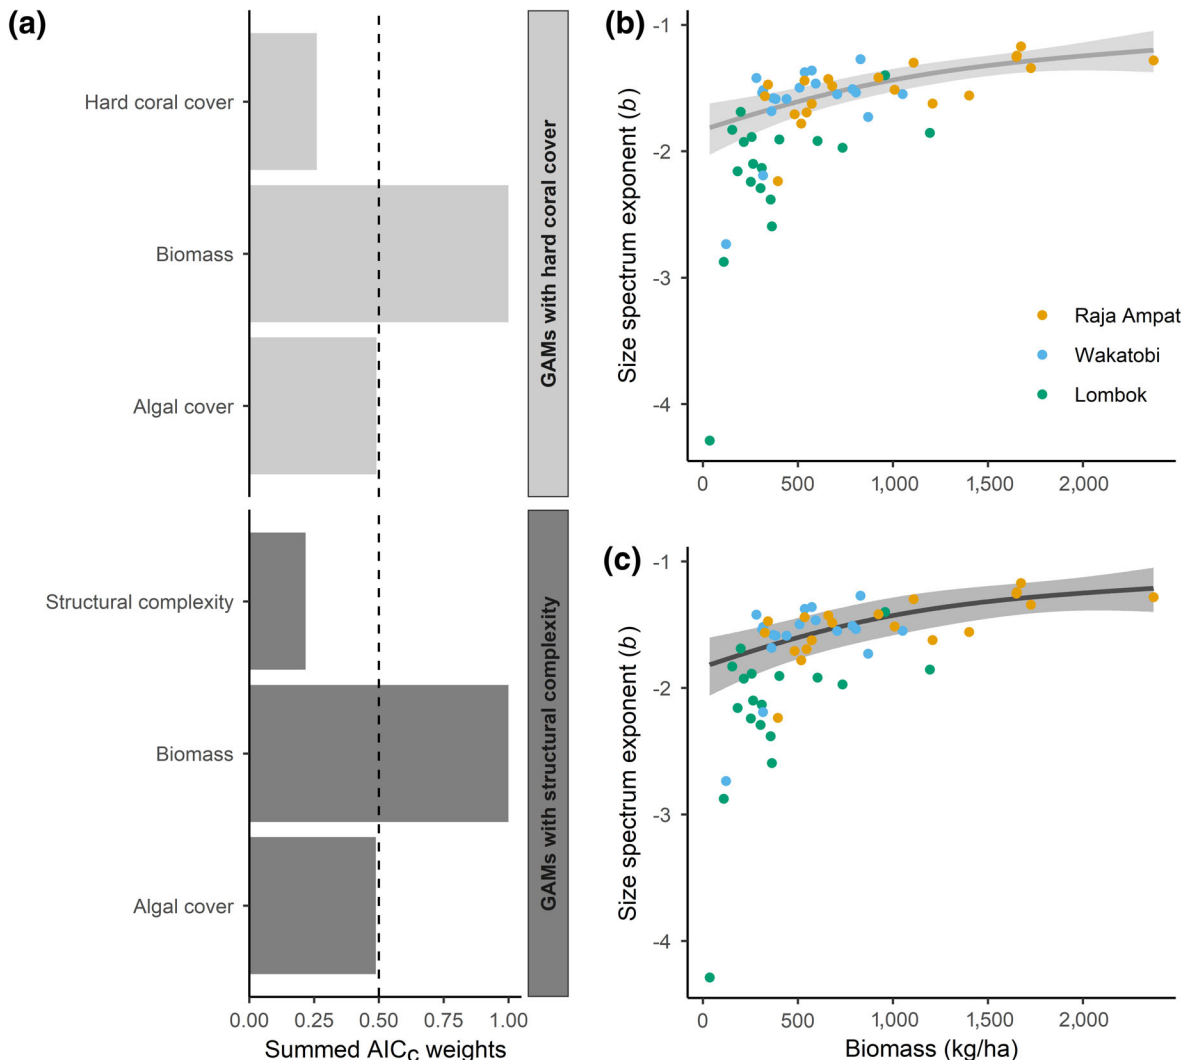 (a)
Hard coral cover
Biomass
Algal cover
GAMs with hard coral cover
Structural complexity
Biomass
Algal cover
GAMs with structural complexity
0.00 0.25 0.50 0.75 1.00
Summed AICC weights
(b)
-1
-2
-3
-4
Size spectrum exponent (b)
Raja Ampat
Wakatobi
Lombok
0 500 1,000 1,500 2,000
(c)
-1
-2
-3
-4
Size spectrum exponent (b)
0 500 1,000 1,500 2,000
Biomass (kg/ha)